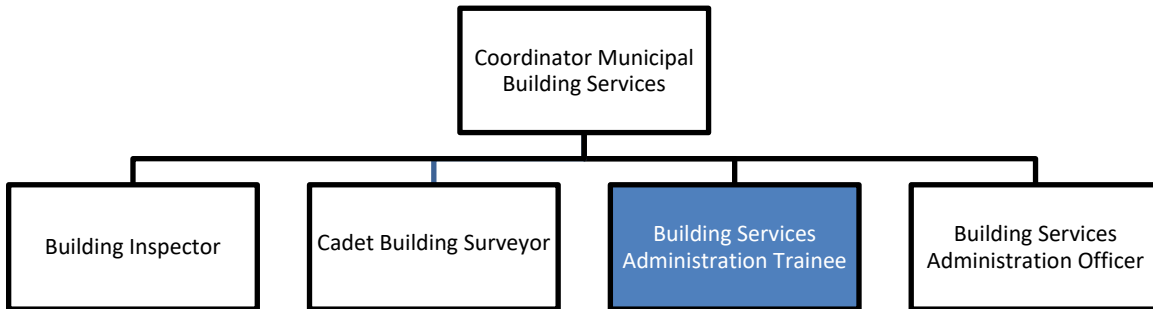 Coordinator Municipal
Building Services
Building Inspector
Cadet Building Surveyor
Building Services
Administration Trainee
Building Services
Administration Officer